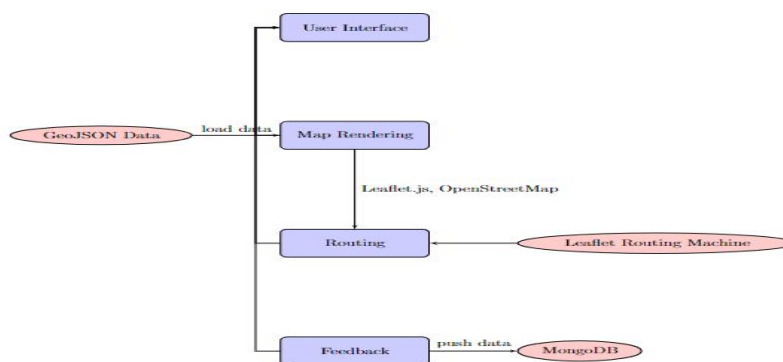 User Interface
GeoJSON Data
load data
Map Rendering
Leaflet.js, OpenStreetMap
Routing
Leaflet Routing Machine
Feedback
push data
MongoDB